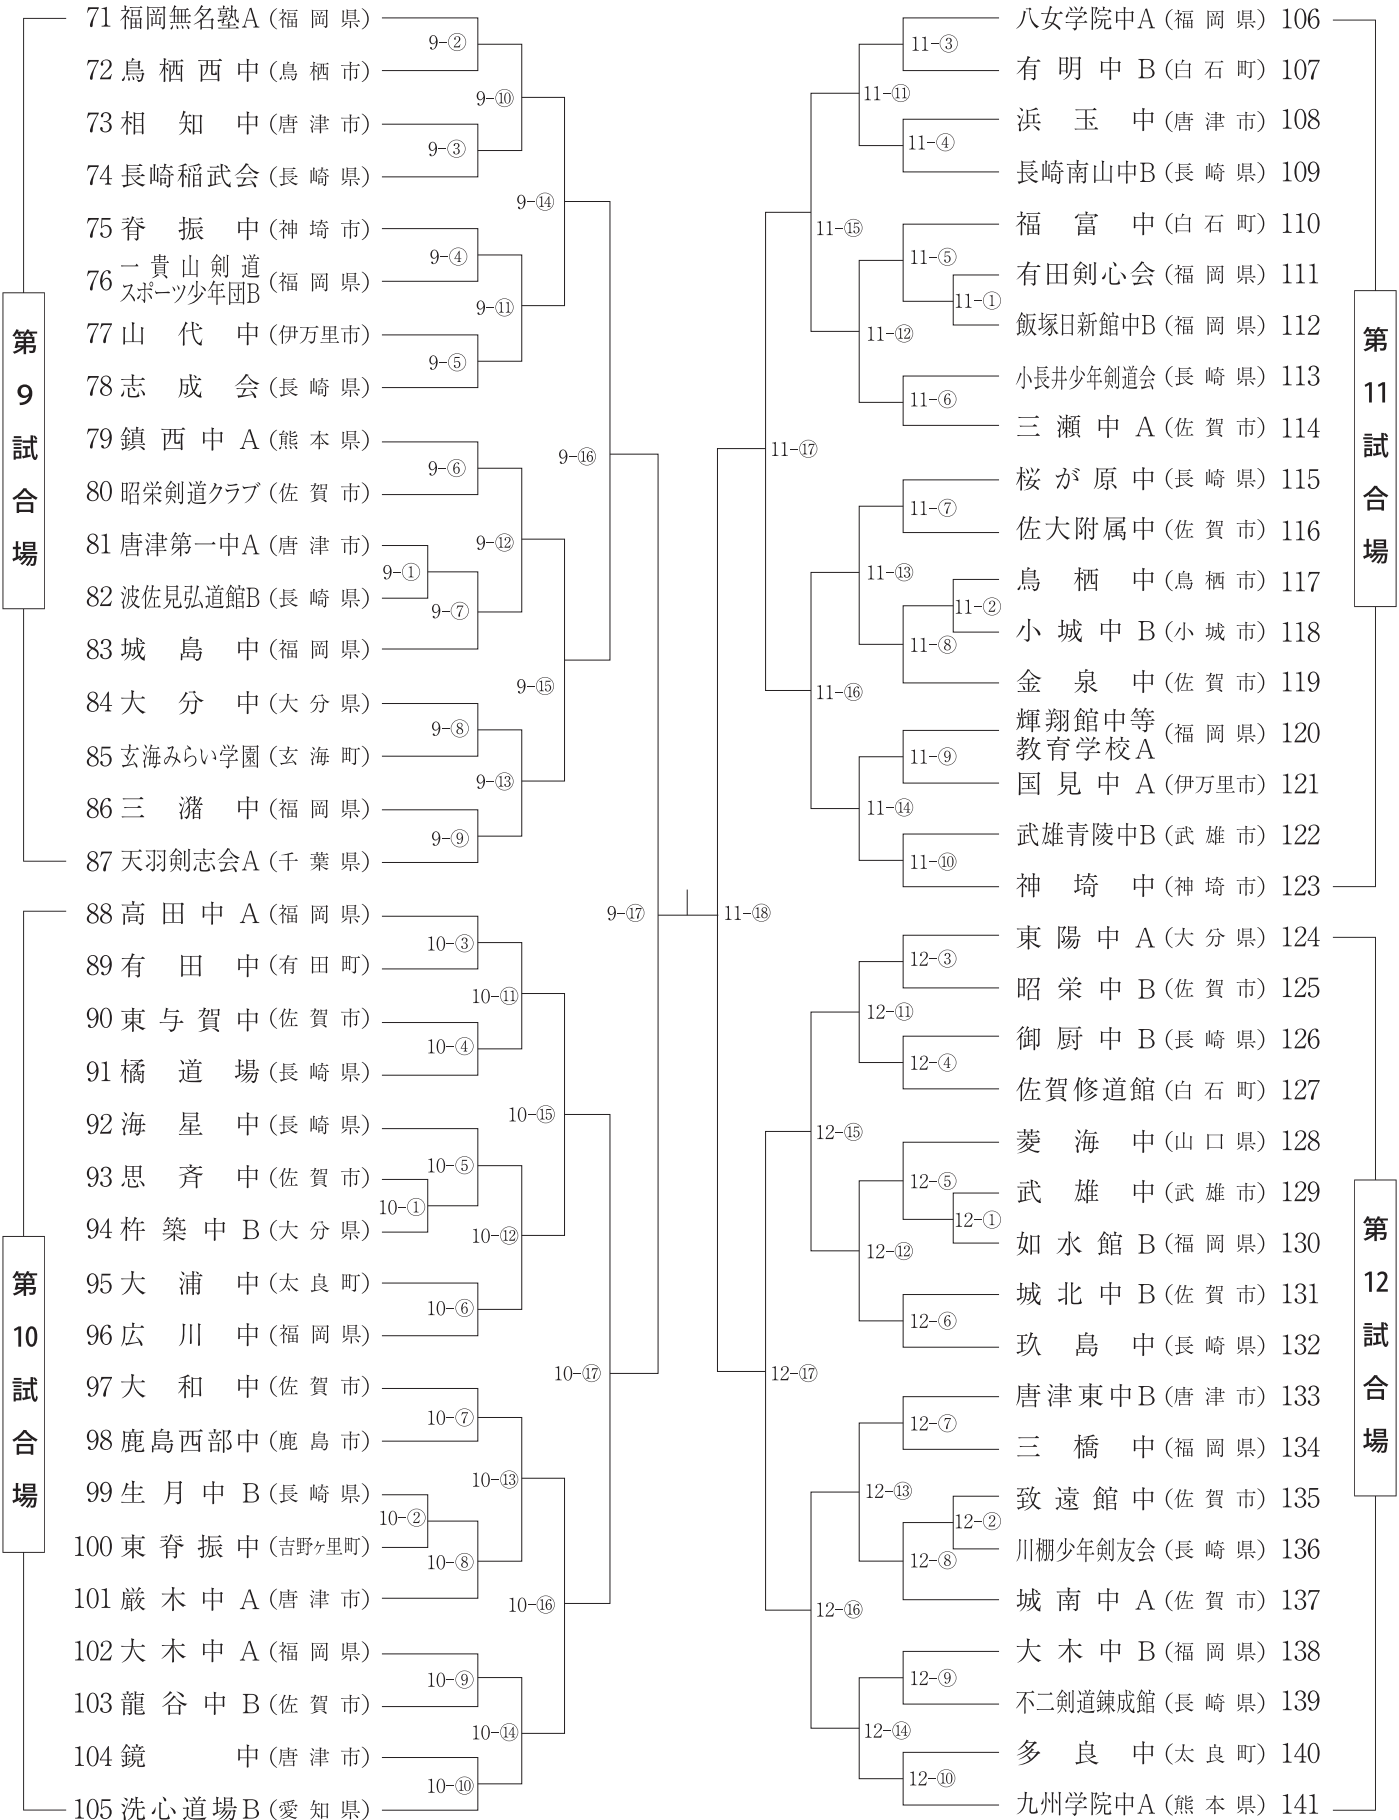 第9試合場
71 福岡無名塾A (福岡県)
72 鳥栖西中 (鳥栖市)
73 相知中 (唐津市)
74 長崎稲武会 (長崎県)
75 脊振中 (神埼市)
76 一貴山剣道スポーツ少年団B (福岡県)
77 山代中 (伊万里市)
78 志成会 (長崎県)
79 鎮西中A (熊本県)
80 昭栄剣道クラブ (佐賀市)
81 唐津第一中A (唐津市)
82 波佐見弘道館B (長崎県)
83 城島中 (福岡県)
84 大分中 (大分県)
85 玄海みらい学園 (玄海町)
86 三潴中 (福岡県)
87 天羽剣志会A (千葉県)
9-②
9-⑩
9-③
9-⑭
9-④
9-⑪
9-⑤
9-⑯
9-⑥
9-⑫
9-①
9-⑦
9-⑮
9-⑧
9-⑬
9-⑨
9-⑰
第10試合場
88 高田中A (福岡県)
89 有田中 (有田町)
90 東与賀中 (佐賀市)
91 橘道場 (長崎県)
92 海星中 (長崎県)
93 思斉中 (佐賀市)
94 杵築中B (大分県)
95 大浦中 (太良町)
96 広川中 (福岡県)
97 大和中 (佐賀市)
98 鹿島西部中 (鹿島市)
99 生月中B (長崎県)
100 東脊振中 (吉野ヶ里町)
101 厳木中A (唐津市)
102 大木中A (福岡県)
103 龍谷中B (佐賀市)
104 鏡中 (唐津市)
105 洗心道場B (愛知県)
10-③
10-⑪
10-④
10-⑮
10-⑤
10-①
10-⑫
10-⑥
10-⑰
10-⑦
10-⑬
10-②
10-⑧
10-⑯
10-⑨
10-⑭
10-⑩
第11試合場
八女学院中A (福岡県) 106
有明中B (白石町) 107
浜玉中 (唐津市) 108
長崎南山中B (長崎県) 109
福富中 (白石町) 110
有田剣心会 (福岡県) 111
飯塚日新館中B (福岡県) 112
小長井少年剣道会 (長崎県) 113
三瀬中A (佐賀市) 114
桜が原中 (長崎県) 115
佐大附属中 (佐賀市) 116
鳥栖中 (鳥栖市) 117
小城中B (小城市) 118
金泉中 (佐賀市) 119
輝翔館中等教育学校A (福岡県) 120
国見中A (伊万里市) 121
武雄青陵中B (武雄市) 122
神埼中 (神埼市) 123
11-③
11-⑪
11-④
11-⑮
11-⑤
11-①
11-⑫
11-⑥
11-⑰
11-⑦
11-⑬
11-②
11-⑧
11-⑯
11-⑨
11-⑭
11-⑩
11-⑱
第12試合場
東陽中A (大分県) 124
昭栄中B (佐賀市) 125
御厨中B (長崎県) 126
佐賀修道館 (白石町) 127
菱海中 (山口県) 128
武雄中 (武雄市) 129
如水館B (福岡県) 130
城北中B (佐賀市) 131
玖島中 (長崎県) 132
唐津東中B (唐津市) 133
三橋中 (福岡県) 134
致遠館中 (佐賀市) 135
川棚少年剣友会 (長崎県) 136
城南中A (佐賀市) 137
大木中B (福岡県) 138
不二剣道錬成館 (長崎県) 139
多良中 (太良町) 140
九州学院中A (熊本県) 141
12-③
12-⑪
12-④
12-⑮
12-⑤
12-①
12-⑫
12-⑥
12-⑰
12-⑦
12-⑬
12-②
12-⑧
12-⑯
12-⑨
12-⑭
12-⑩